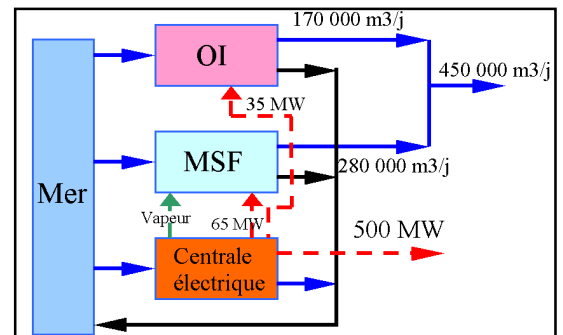 170 000 m3/j
OI
450 000 m3/j
35 MW
MSF
280 000 m3/j
Mer
Vapeur
65 MW
500 MW
Centrale
électrique